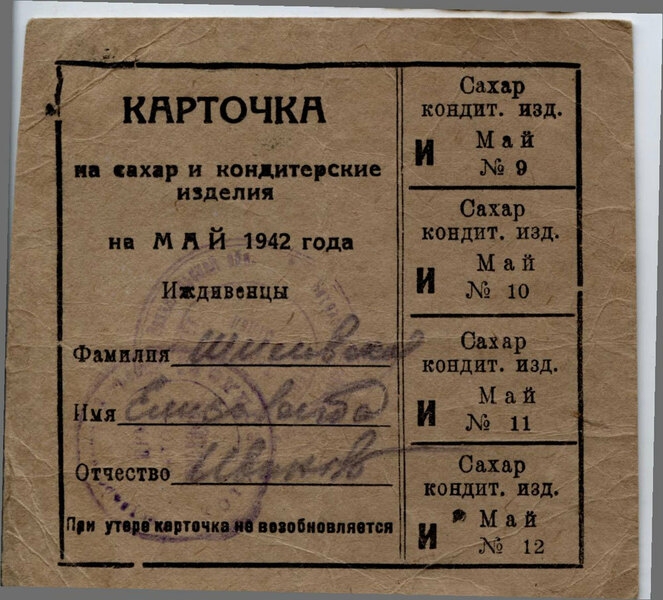 КАРТОЧКА
на сахар и кондитерские
изделия
на МАЙ 1942 года
Иждивенцы
Фамилия
Имя Елизавета
Отчество
При утере карточка не возобновляется
Сахар
кондит. изд.
И Май
№ 9
Сахар
кондит. изд.
И Май
№ 10
Сахар
кондит. изд.
И Май
№ 11
Сахар
кондит. изд.
И Май
№ 12